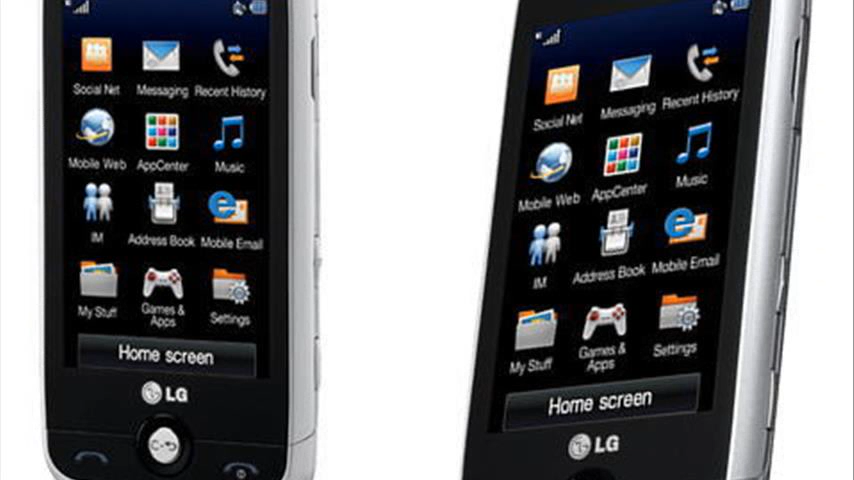 Social Net Messaging Recent History
Mobile Web AppCenter Music
IM Address Book Mobile Email
My Stuff Games & Apps Settings
Home screen
LG
Social Net Messaging Recent History
Mobile Web AppCenter Music
IM Address Book Mobile Email
My Stuff Games & Apps Settings
Home screen
LG